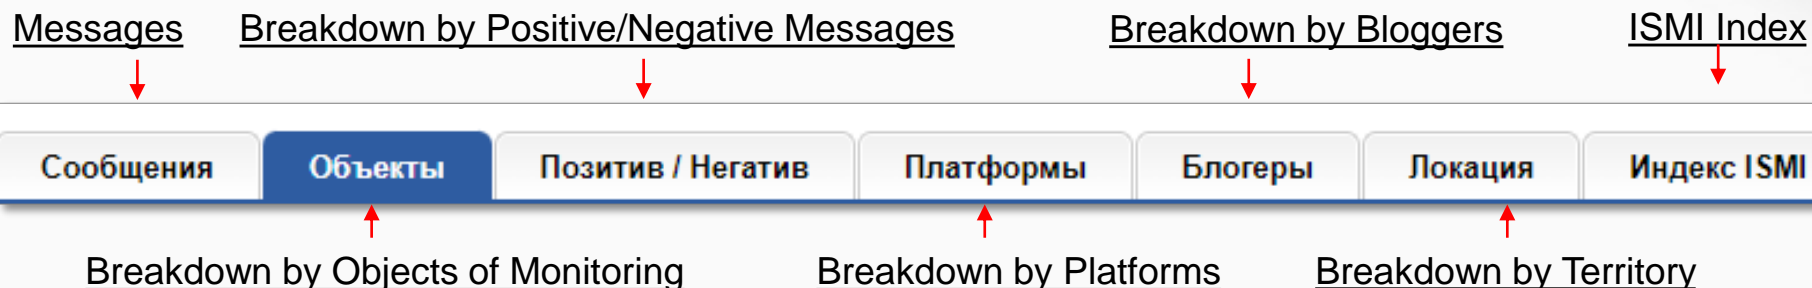 Messages Breakdown by Positive/Negative Messages Breakdown by Bloggers ISMI Index
Сообщения Объекты Позитив / Негатив Платформы Блогеры Локация Индекс ISMI
Breakdown by Objects of Monitoring Breakdown by Platforms Breakdown by Territory